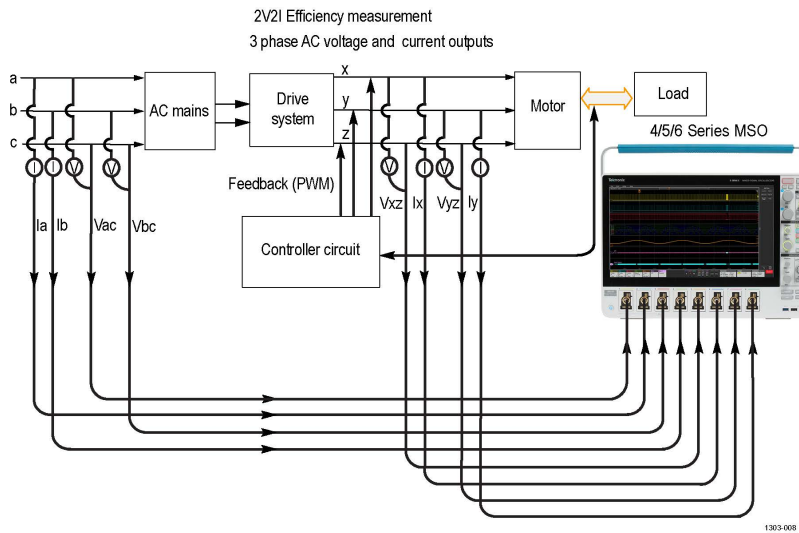 2V2I Efficiency measurement
3 phase AC voltage and current outputs
a
b
c
AC mains
Drive
system
x
y
z
Motor
Load
4/5/6 Series MSO
Tektronix
I
I
V
V
V
I
V
I
Feedback (PWM)
Ia
Ib
Vac
Vbc
Vxz
Ix
Vyz
Iy
Controller circuit
1303-008